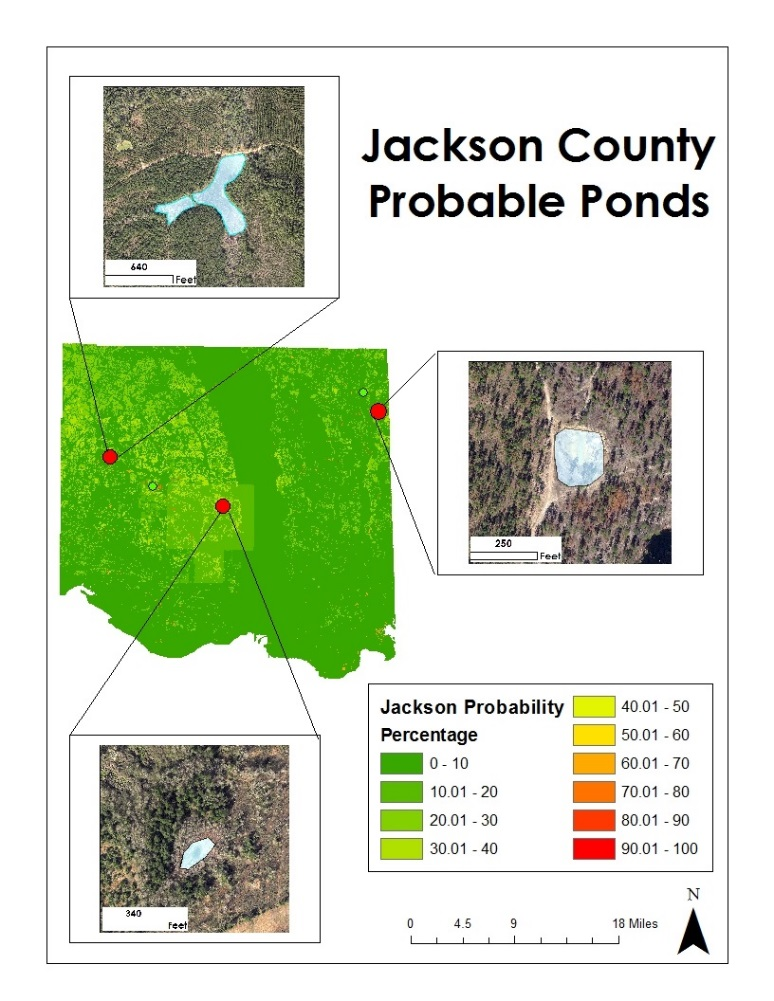 Jackson County
Probable Ponds
640
Feet
250
Feet
340
Feet
Jackson Probability
Percentage
0 - 10
10.01 - 20
20.01 - 30
30.01 - 40
40.01 - 50
50.01 - 60
60.01 - 70
70.01 - 80
80.01 - 90
90.01 - 100
N
0 4.5 9 18 Miles